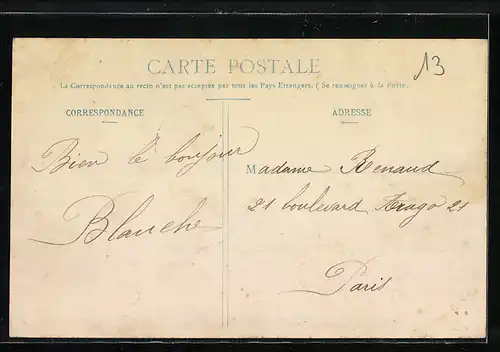 CARTE POSTALE
13
La Correspondance au recto n'est pas acceptée par tous les Pays Etrangers. (Se renseigner à la Poste)
CORRESPONDANCE
Bien le bonjour
Blanche
ADRESSE
Madame Renaud
21 boulevard Arago 21
Paris